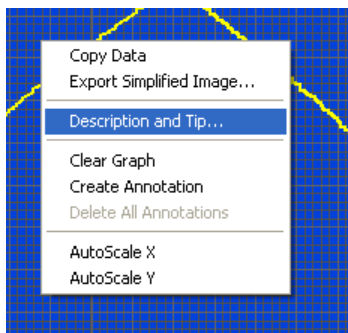 Copy Data
Export Simplified Image...
Description and Tip...
Clear Graph
Create Annotation
Delete All Annotations
AutoScale X
AutoScale Y